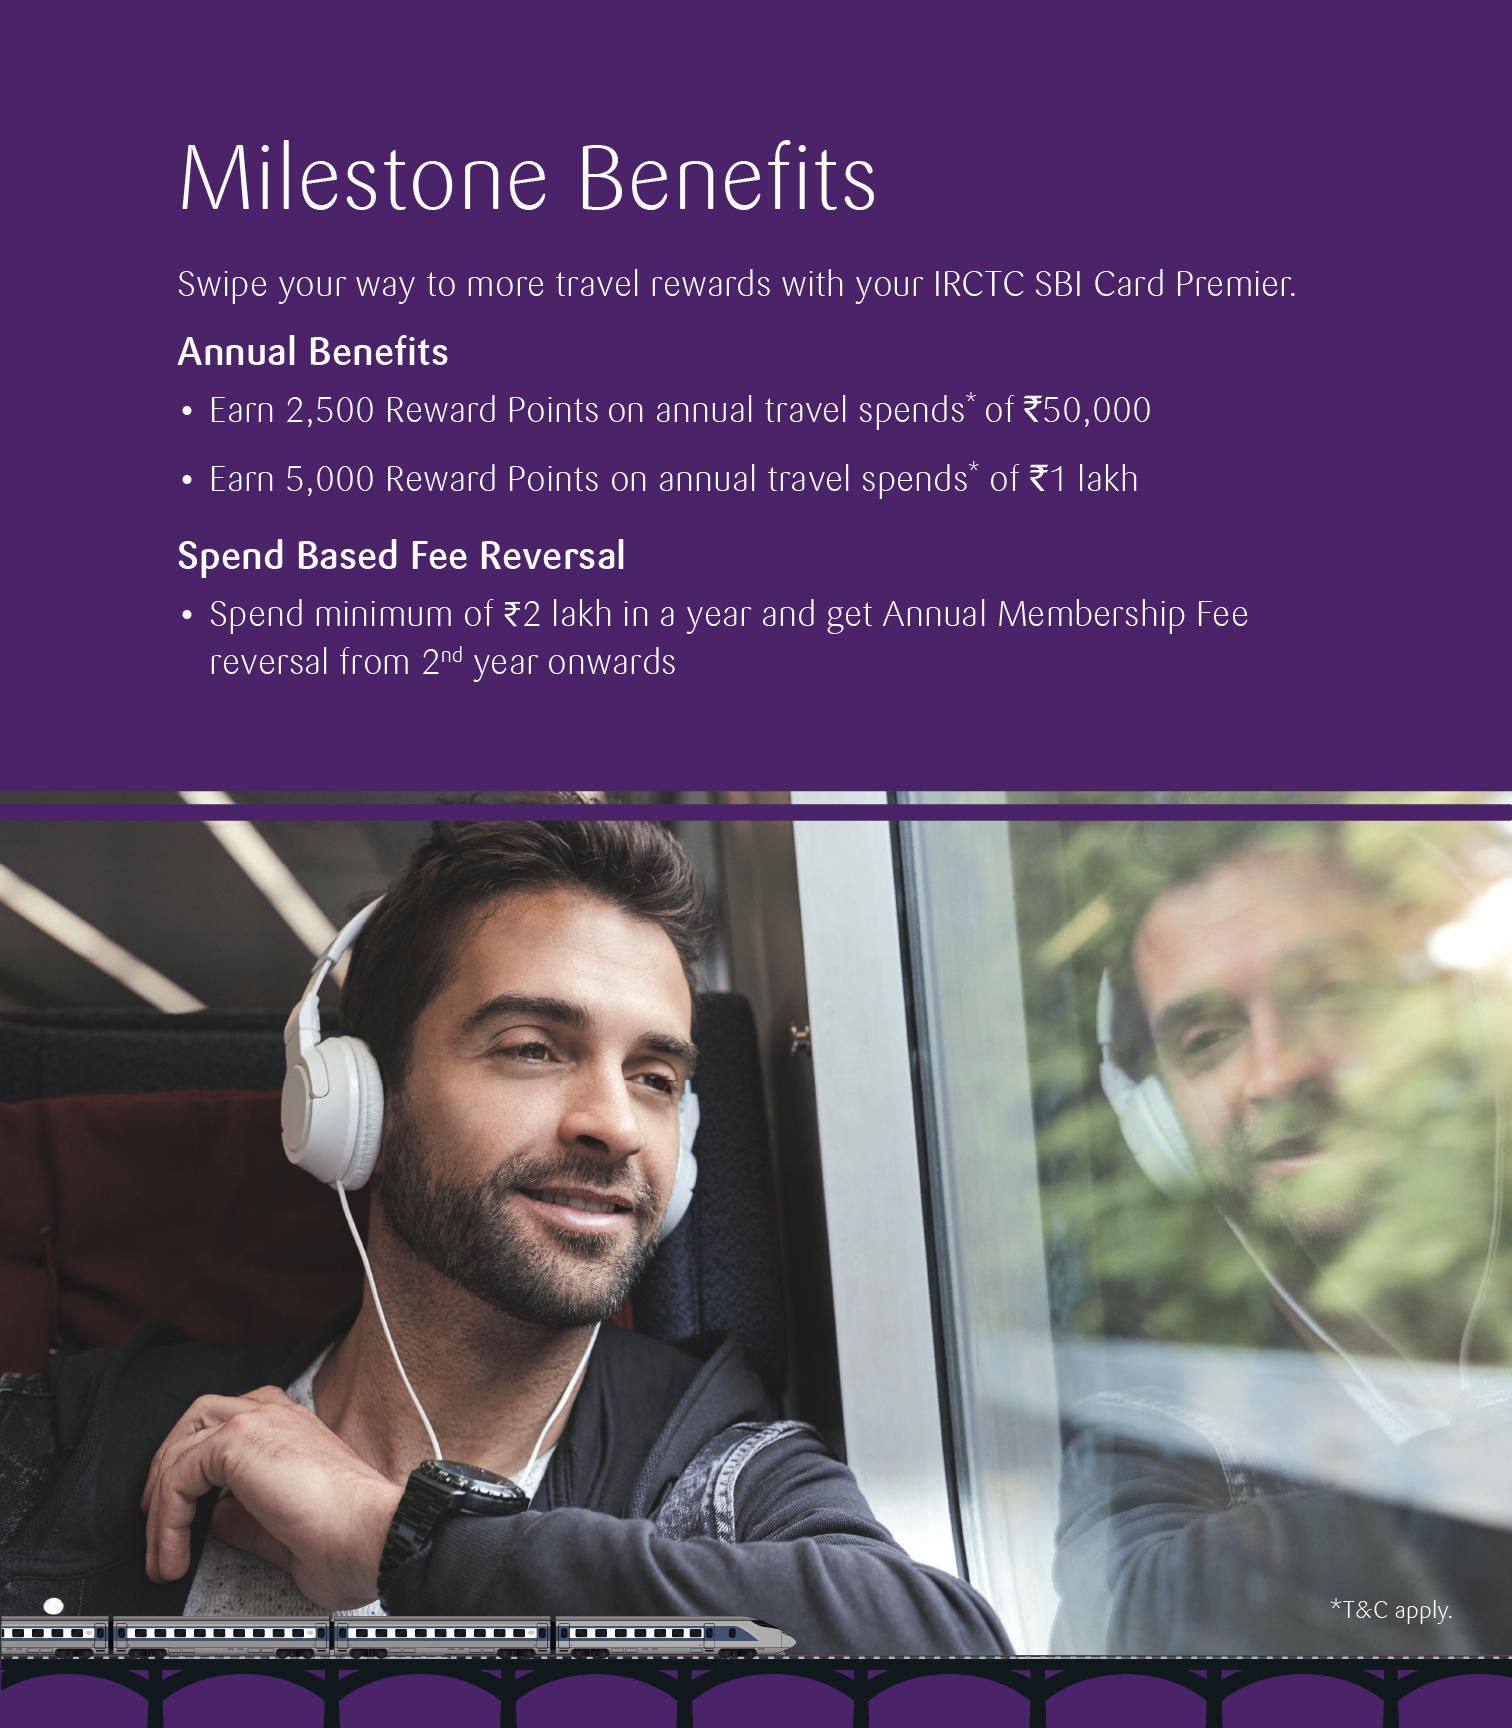 Milestone Benefits
Swipe your way to more travel rewards with your IRCTC SBI Card Premier.
Annual Benefits
• Earn 2,500 Reward Points on annual travel spends* of ₹50,000
• Earn 5,000 Reward Points on annual travel spends* of ₹1 lakh
Spend Based Fee Reversal
• Spend minimum of ₹2 lakh in a year and get Annual Membership Fee
reversal from 2nd year onwards
*T&C apply.